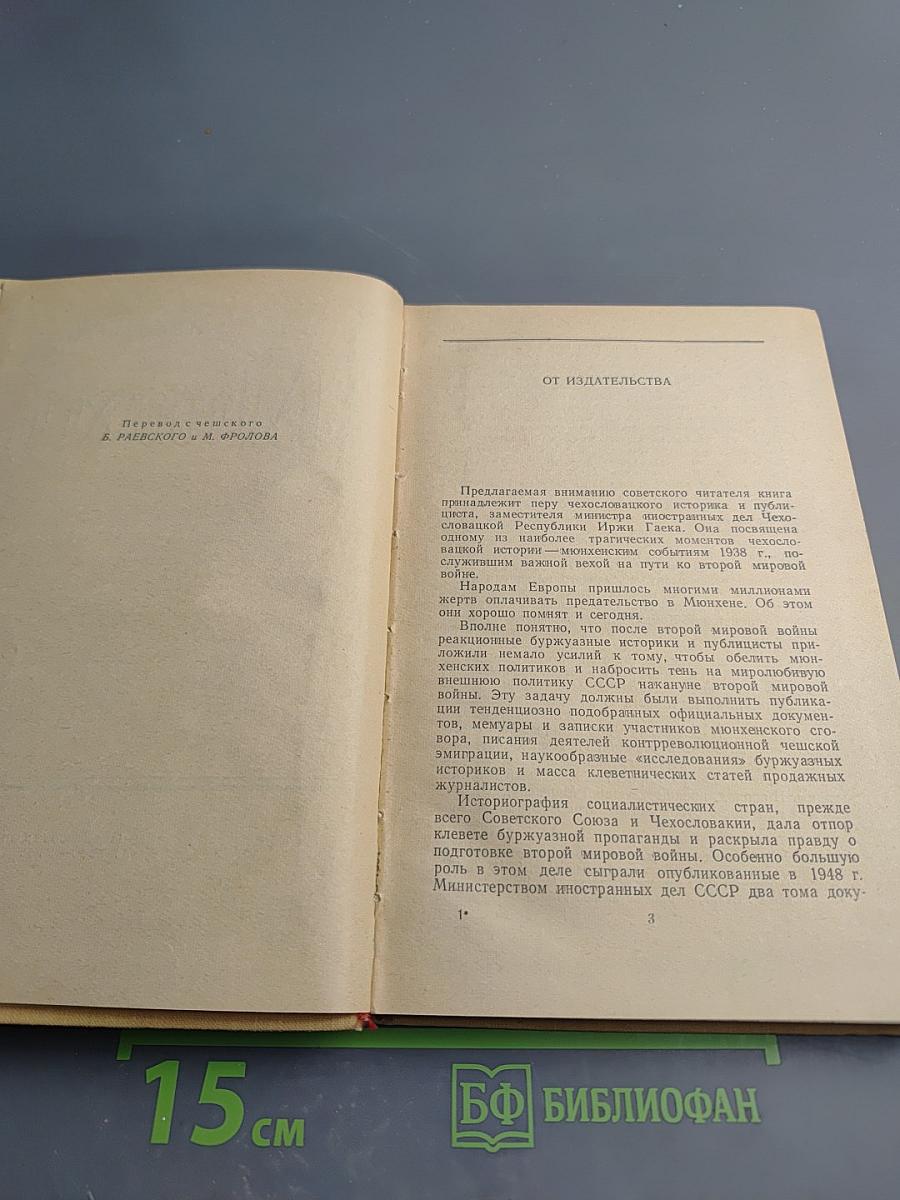 Перевод с чешского
Б. РАЕВСКОГО и М. ФРОЛОВА
ОТ ИЗДАТЕЛЬСТВА
Предлагаемая вниманию советского читателя книга
принадлежит перу чехословацкого историка и публи-
циста, заместителя министра иностранных дел Чехо-
словацкой Республики Иржи Гаека. Она посвящена
одному из наиболее трагических моментов чехосло-
вацкой истории — мюнхенским событиям 1938 г., по-
служившим важной вехой на пути ко второй мировой
войне.
Народам Европы пришлось многими миллионами
жертв оплачивать предательство в Мюнхене. Об этом
они хорошо помнят и сегодня.
Вполне понятно, что после второй мировой войны
реакционные буржуазные историки и публицисты при-
ложили немало усилий к тому, чтобы обелить мюн-
хенских политиков и набросить тень на миролюбивую
внешнюю политику СССР накануне второй мировой
войны. Эту задачу должны были выполнить публика-
ции тенденциозно подобранных официальных докумен-
тов, мемуары и записки участников мюнхенского сго-
вора, писания деятелей контрреволюционной чешской
эмиграции, наукообразные «исследования» буржуазных
историков и масса клеветнических статей продажных
журналистов.
Историография социалистических стран, прежде
всего Советского Союза и Чехословакии, дала отпор
клевете буржуазной пропаганды и раскрыла правду о
подготовке второй мировой войны. Особенно большую
роль в этом деле сыграли опубликованные в 1948 г.
Министерством иностранных дел СССР два тома доку-
1*
3
15 см
БФ БИБЛИОФАН